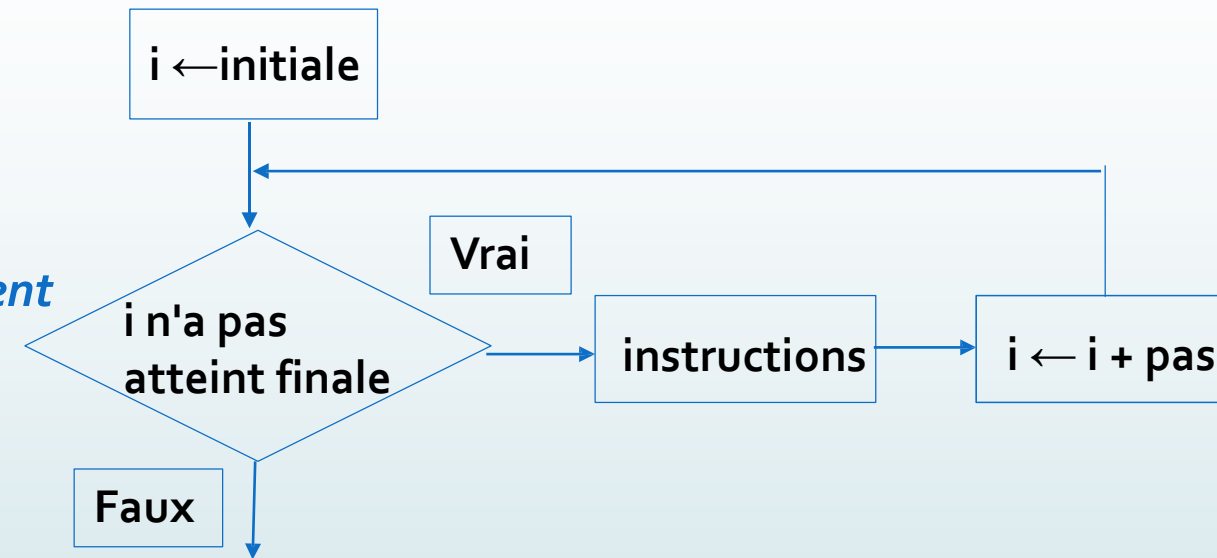 i ←initiale
Vrai
i n'a pas
atteint finale
instructions
i ← i + pas
Faux